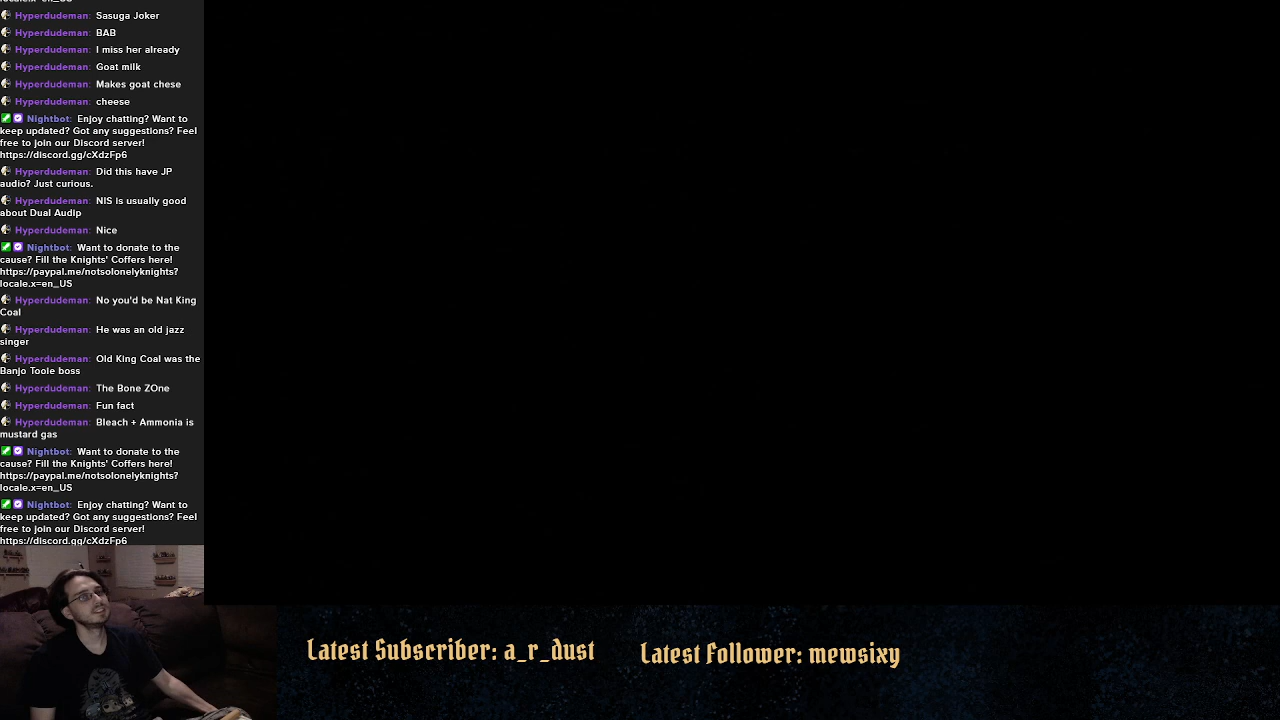 Hyperdudeman: Sasuga Joker
Hyperdudeman: BAB
Hyperdudeman: I miss her already
Hyperdudeman: Goat milk
Hyperdudeman: Makes goat chese
Hyperdudeman: cheese
Nightbot: Enjoy chatting? Want to
keep updated? Got any suggestions? Feel
free to join our Discord server!
https://discord.gg/cXdzFp6
Hyperdudeman: Did this have JP
audio? Just curious.
Hyperdudeman: NIS is usually good
about Dual Audip
Hyperdudeman: Nice
Nightbot: Want to donate to the
cause? Fill the Knights' Coffers here!
https://paypal.me/notsolonelyknights?
locale.x=en_US
Hyperdudeman: No you'd be Nat King
Coal
Hyperdudeman: He was an old jazz
singer
Hyperdudeman: Old King Coal was the
Banjo Toole boss
Hyperdudeman: The Bone ZOne
Hyperdudeman: Fun fact
Hyperdudeman: Bleach + Ammonia is
mustard gas
Nightbot: Want to donate to the
cause? Fill the Knights' Coffers here!
https://paypal.me/notsolonelyknights?
locale.x=en_US
Nightbot: Enjoy chatting? Want to
keep updated? Got any suggestions? Feel
free to join our Discord server!
https://discord.gg/cXdzFp6
Latest Subscriber: a_r_dust
Latest Follower: mewsixy